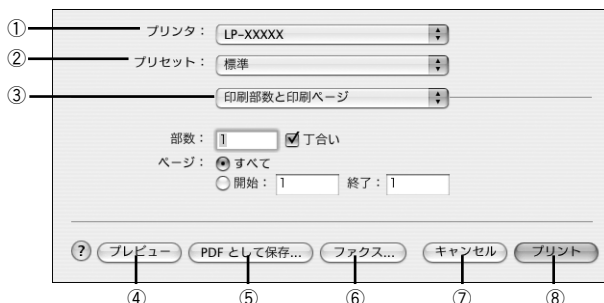 ① プリンタ： LP-XXXXX
② プリセット： 標準
③ 印刷部数と印刷ページ
部数： 1 丁合い
ページ： すべて
開始： 1 終了： 1
? プレビュー PDF として保存... ファクス... キャンセル プリント
④ ⑤ ⑥ ⑦ ⑧